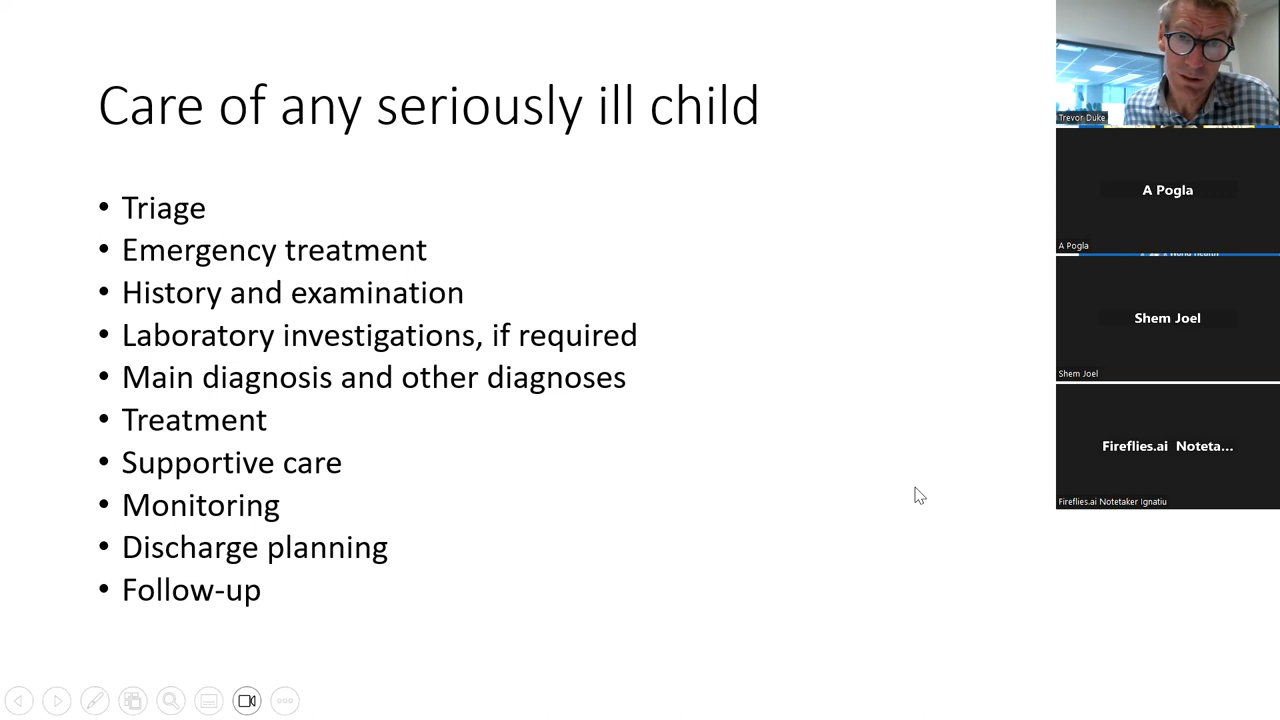 Care of any seriously ill child
• Triage
• Emergency treatment
• History and examination
• Laboratory investigations, if required
• Main diagnosis and other diagnoses
• Treatment
• Supportive care
• Monitoring
• Discharge planning
• Follow-up
Trevor Duke
A Pogla
A Pogla
Shem Joel
Shem Joel
Fireflies.ai Noteta...
Fireflies.ai Notetaker Ignatiu